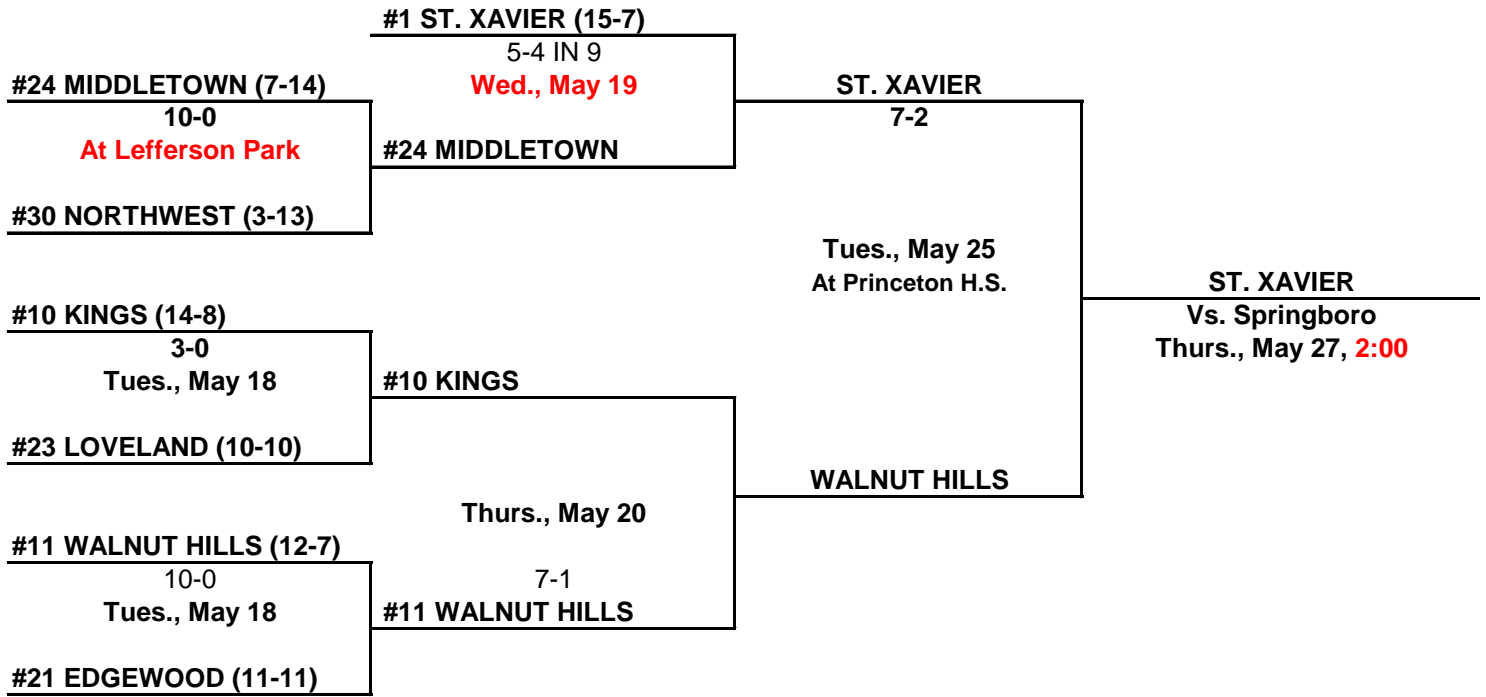 #1 ST. XAVIER (15-7)
5-4 IN 9
Wed., May 19
#24 MIDDLETOWN (7-14)
10-0
At Lefferson Park
#24 MIDDLETOWN
#30 NORTHWEST (3-13)
ST. XAVIER
7-2
Tues., May 25
At Princeton H.S.
#10 KINGS (14-8)
3-0
Tues., May 18
#10 KINGS
#23 LOVELAND (10-10)
Thurs., May 20
WALNUT HILLS
#11 WALNUT HILLS (12-7)
10-0
Tues., May 18
7-1
#11 WALNUT HILLS
#21 EDGEWOOD (11-11)
ST. XAVIER
Vs. Springboro
Thurs., May 27, 2:00